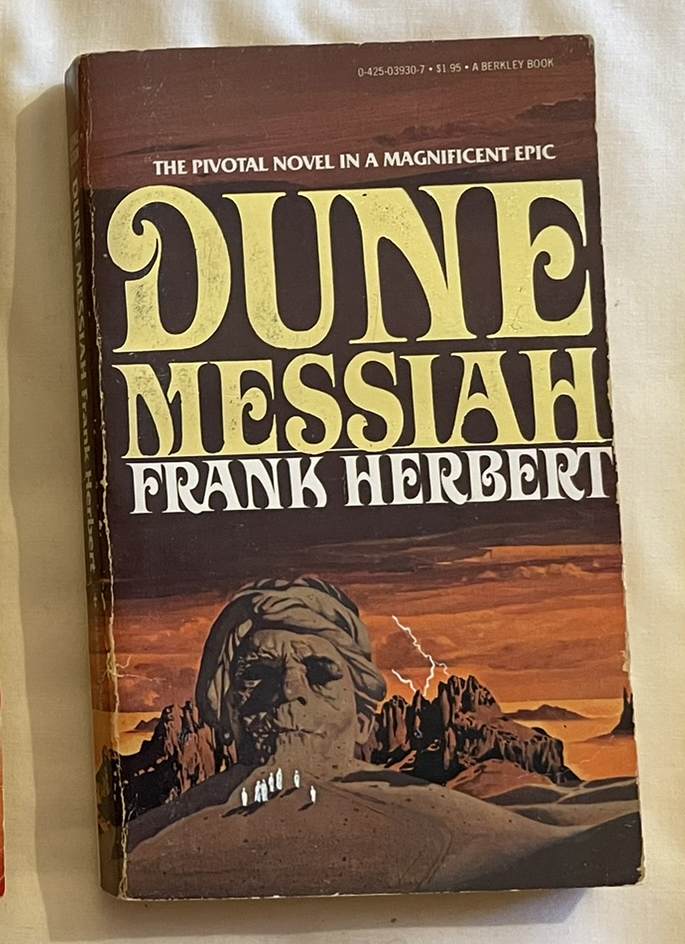 0-425-03930-7 • $1.95 • A BERKLEY BOOK
THE PIVOTAL NOVEL IN A MAGNIFICENT EPIC
DUNE
MESSIAH
FRANK HERBERT
DUNE MESSIAH Frank Herbert